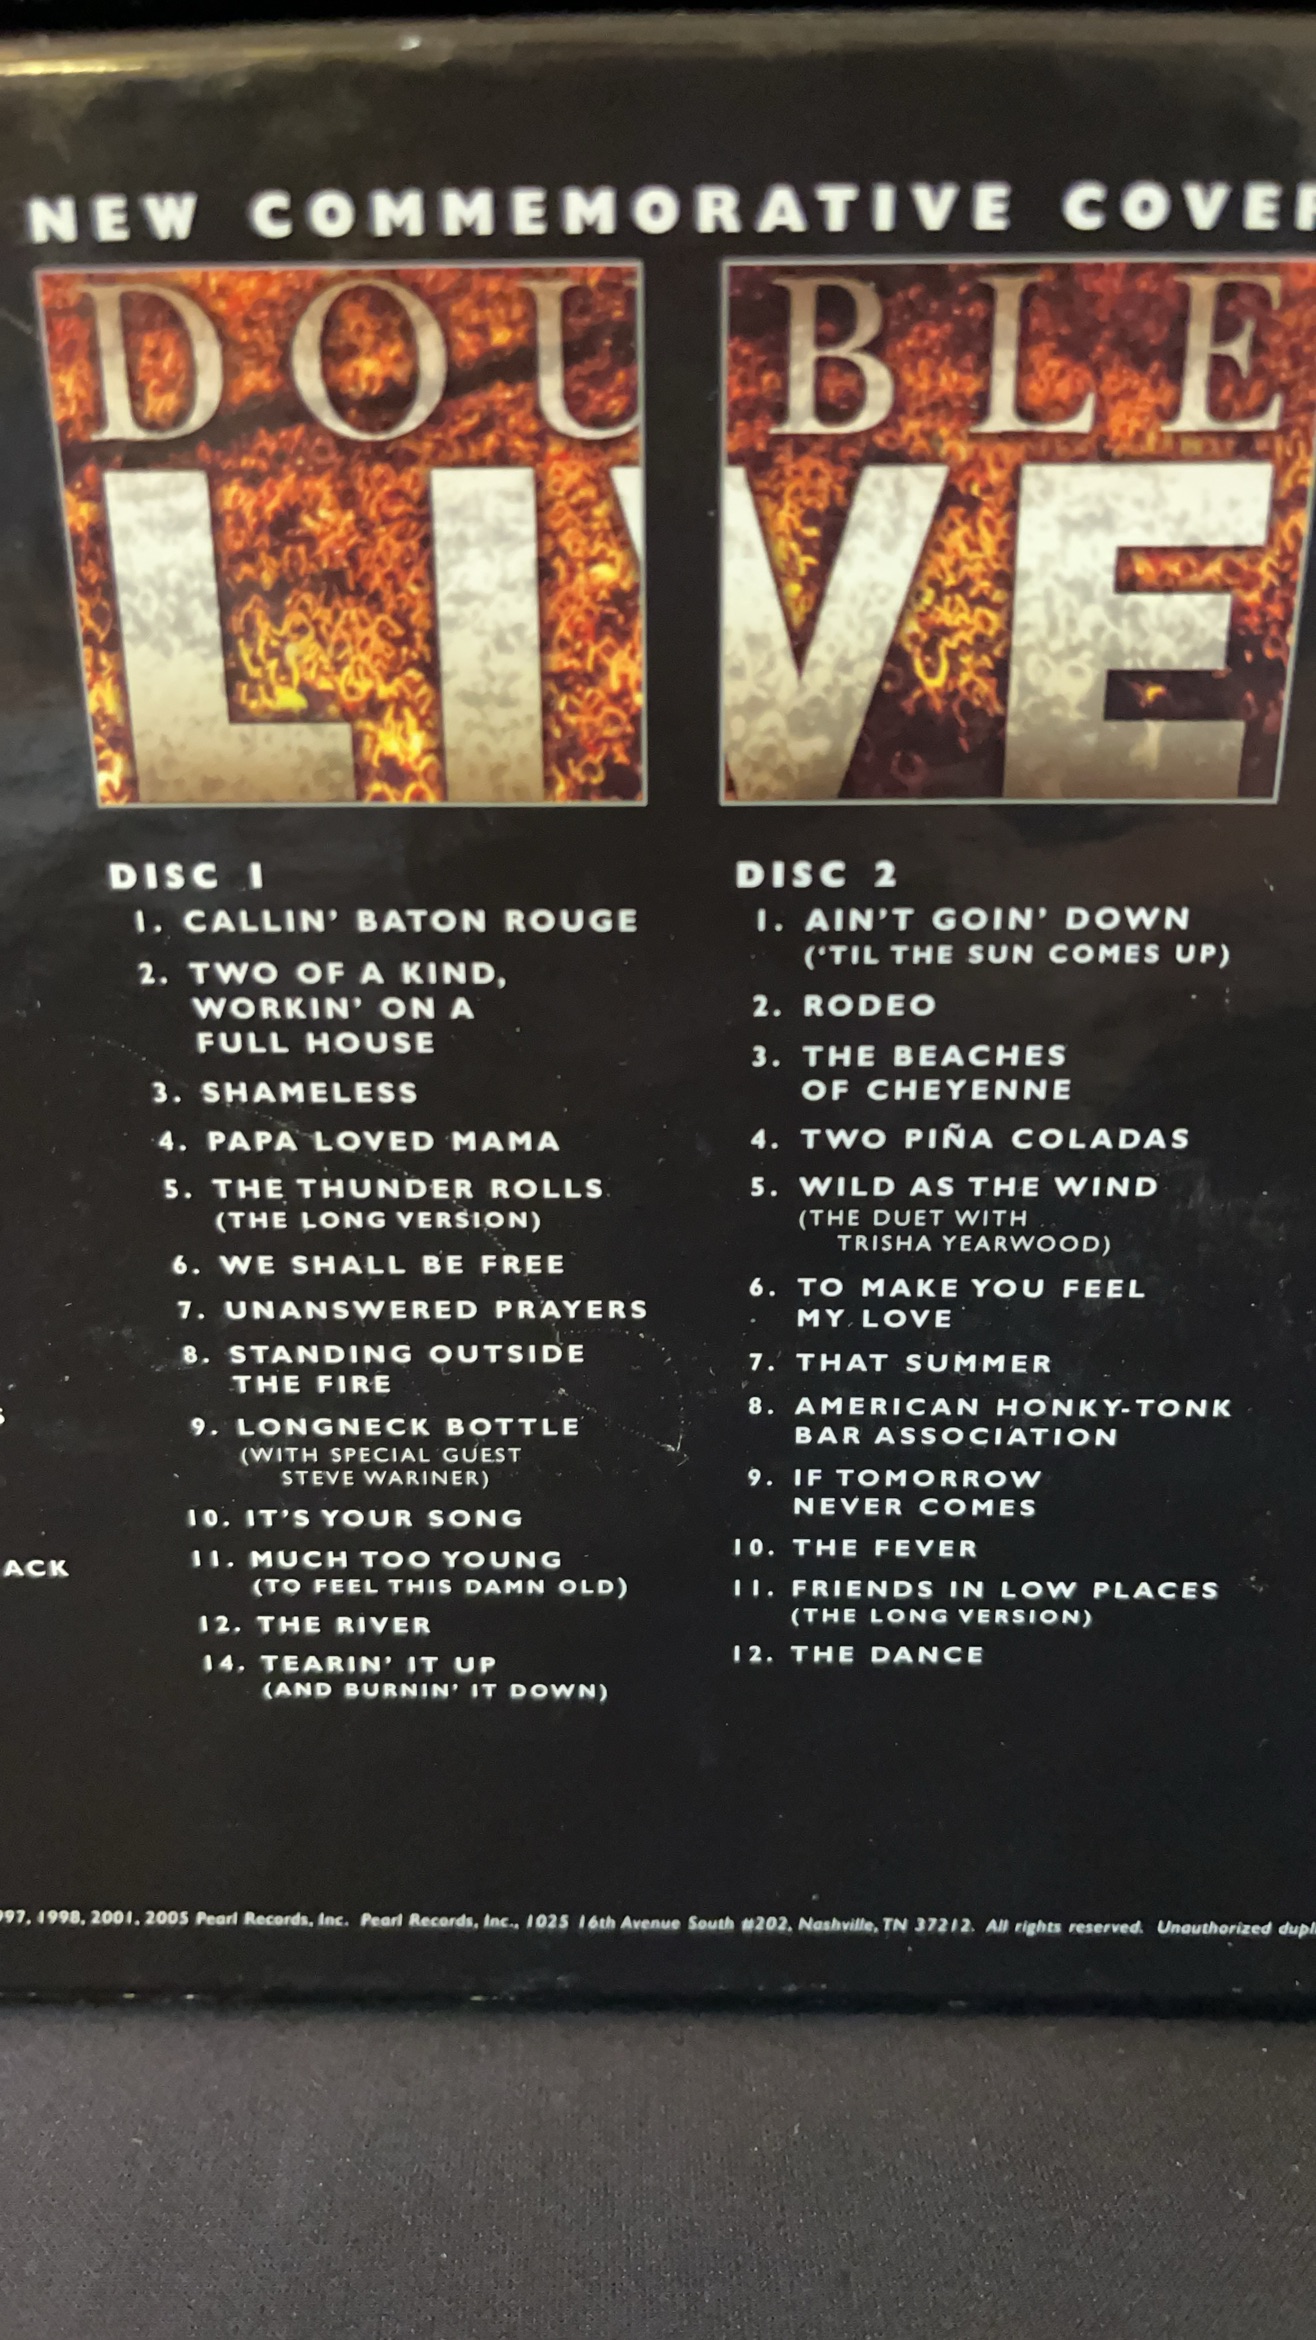 NEW COMMEMORATIVE COVER
DOUBLE
LIVE
DISC 1
1. CALLIN' BATON ROUGE
2. TWO OF A KIND,
WORKIN' ON A
FULL HOUSE
3. SHAMELESS
4. PAPA LOVED MAMA
5. THE THUNDER ROLLS
(THE LONG VERSION)
6. WE SHALL BE FREE
7. UNANSWERED PRAYERS
8. STANDING OUTSIDE
THE FIRE
9. LONGNECK BOTTLE
(WITH SPECIAL GUEST
STEVE WARINER)
10. IT'S YOUR SONG
11. MUCH TOO YOUNG
(TO FEEL THIS DAMN OLD)
12. THE RIVER
14. TEARIN' IT UP
(AND BURNIN' IT DOWN)
DISC 2
1. AIN'T GOIN' DOWN
('TIL THE SUN COMES UP)
2. RODEO
3. THE BEACHES
OF CHEYENNE
4. TWO PIÑA COLADAS
5. WILD AS THE WIND
(THE DUET WITH
TRISHA YEARWOOD)
6. TO MAKE YOU FEEL
MY LOVE
7. THAT SUMMER
8. AMERICAN HONKY-TONK
BAR ASSOCIATION
9. IF TOMORROW
NEVER COMES
10. THE FEVER
11. FRIENDS IN LOW PLACES
(THE LONG VERSION)
12. THE DANCE
S
ACK
997, 1998, 2001, 2005 Pearl Records, Inc. Pearl Records, Inc., 1025 16th Avenue South #202, Nashville, TN 37212. All rights reserved. Unauthorized dupl